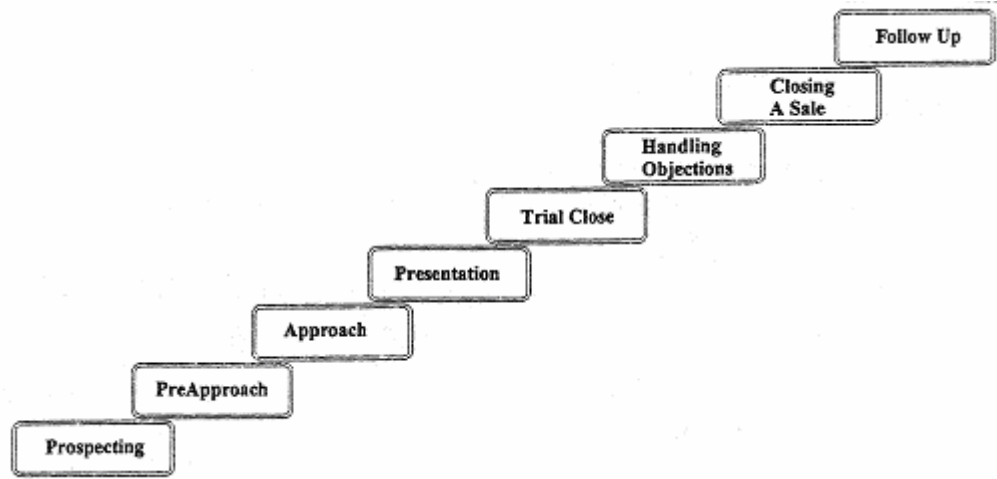 Follow Up
Closing
A Sale
Handling
Objections
Trial Close
Presentation
Approach
PreApproach
Prospecting